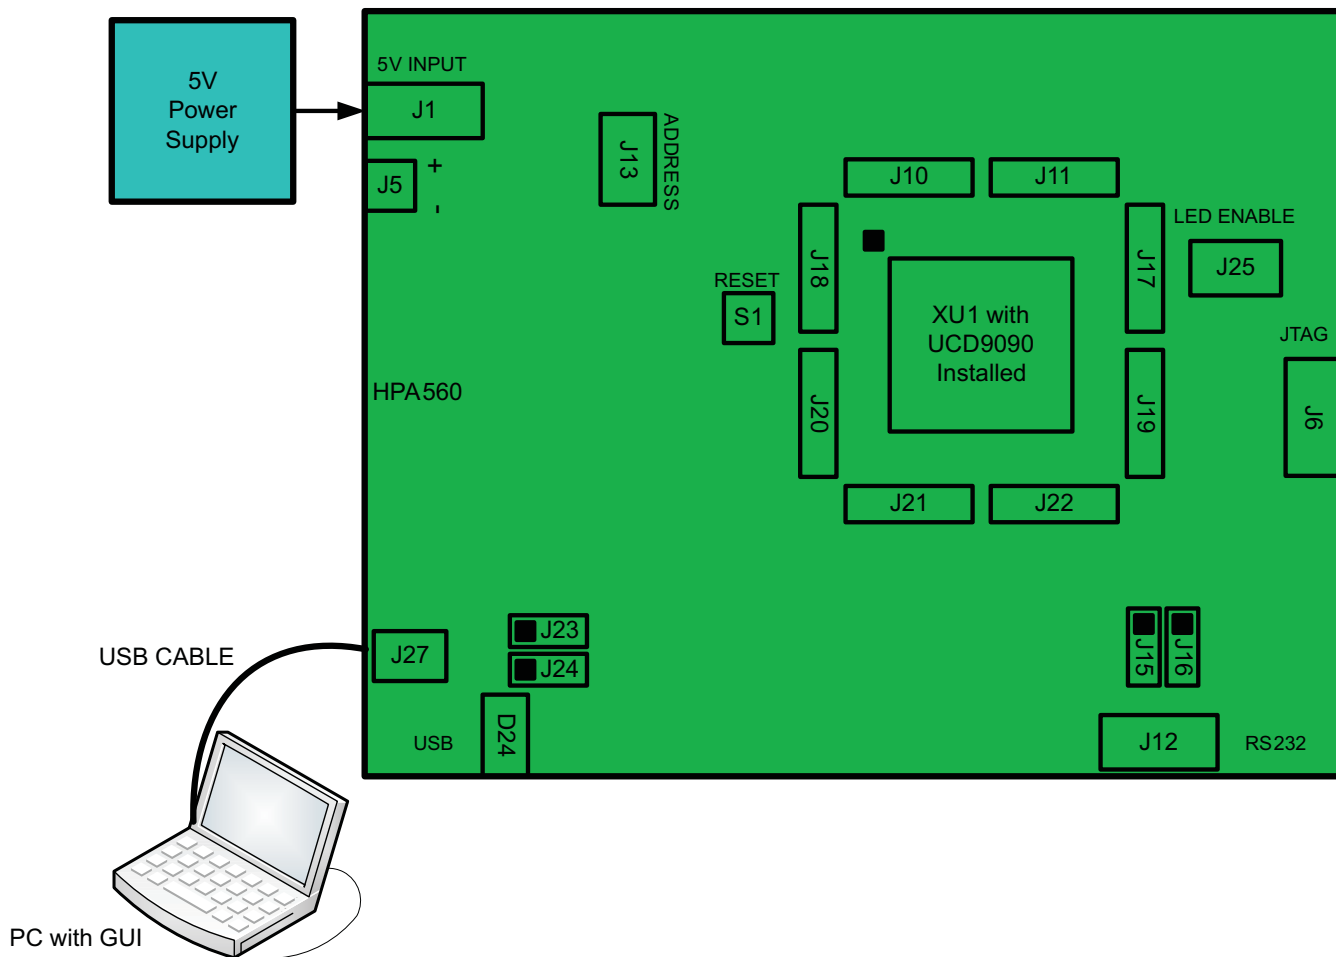 5V
Power
Supply
5V INPUT
J1
J5
+
-
J13
ADDRESS
J10
J11
J18
J17
LED ENABLE
J25
RESET
S1
XU1 with
UCD9090
Installed
JTAG
J6
HPA560
J20
J19
J21
J22
USB CABLE
J27
J23
J24
J15
J16
USB
D24
J12
RS232
PC with GUI